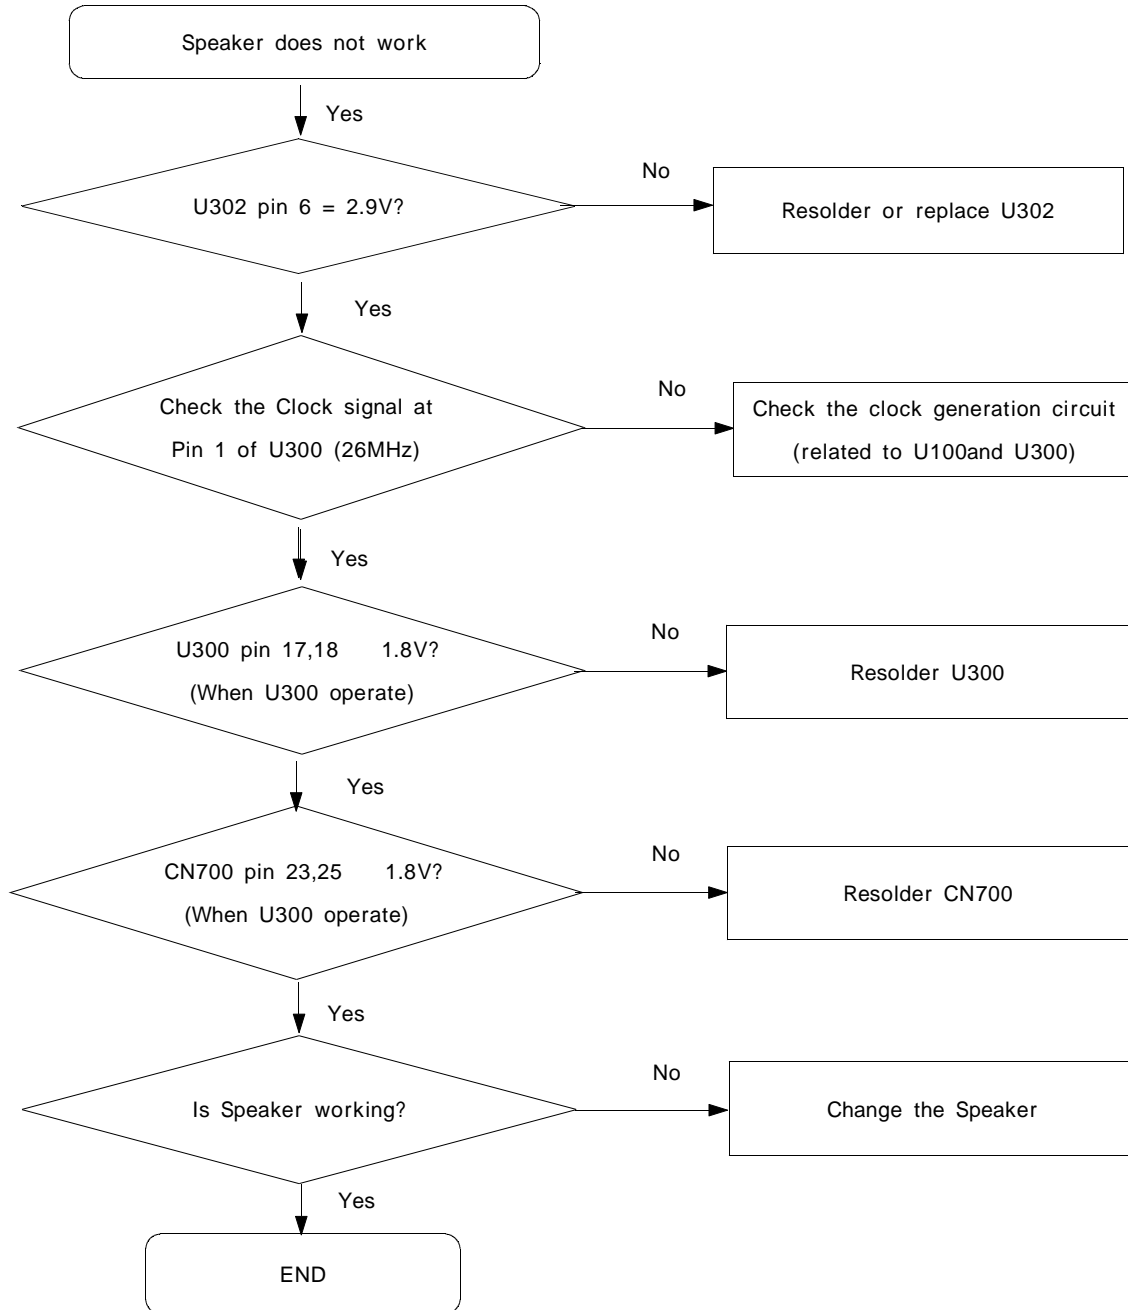 Speaker does not work
Yes
U302 pin 6 = 2.9V?
No
Resolder or replace U302
Yes
Check the Clock signal at
Pin 1 of U300 (26MHz)
No
Check the clock generation circuit
(related to U100and U300)
Yes
U300 pin 17,18 1.8V?
(When U300 operate)
No
Resolder U300
Yes
CN700 pin 23,25 1.8V?
(When U300 operate)
No
Resolder CN700
Yes
Is Speaker working?
No
Change the Speaker
Yes
END